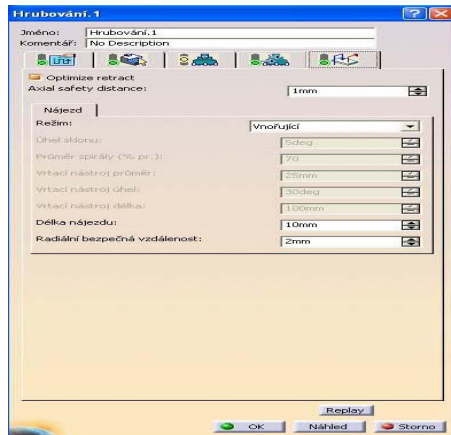 Hrubování.1
Jméno: Hrubování.1
Komentář: No Description
Optimize retract
Axial safety distance: 1mm
Nájezd
Režim: Vnořující
Úhel sklonu: 5deg
Průměr spirály (% pr.): 70
Vrtací nástroj průměr: 25mm
Vrtací nástroj úhel: 30deg
Vrtací nástroj délka: 100mm
Délka nájezdu: 10mm
Radiální bezpečná vzdálenost: 2mm
Replay
OK Náhled Storno